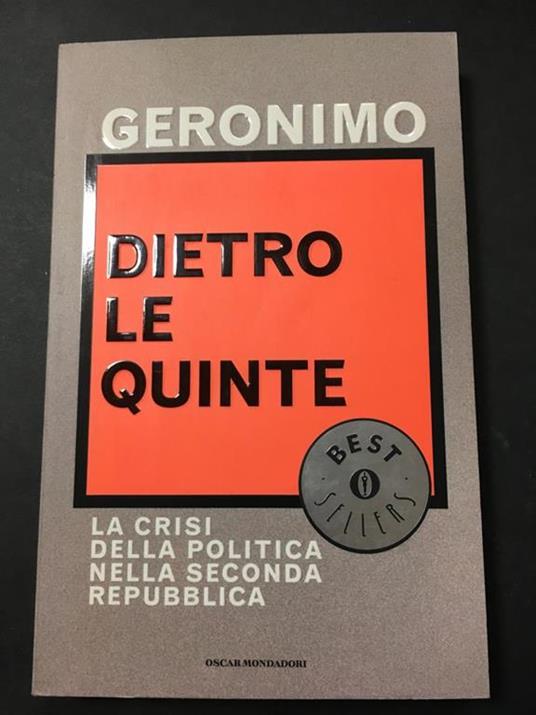 GERONIMO
DIETRO
LE
QUINTE
BEST
SELLERS
LA CRISI
DELLA POLITICA
NELLA SECONDA
REPUBBLICA
OSCAR MONDADORI